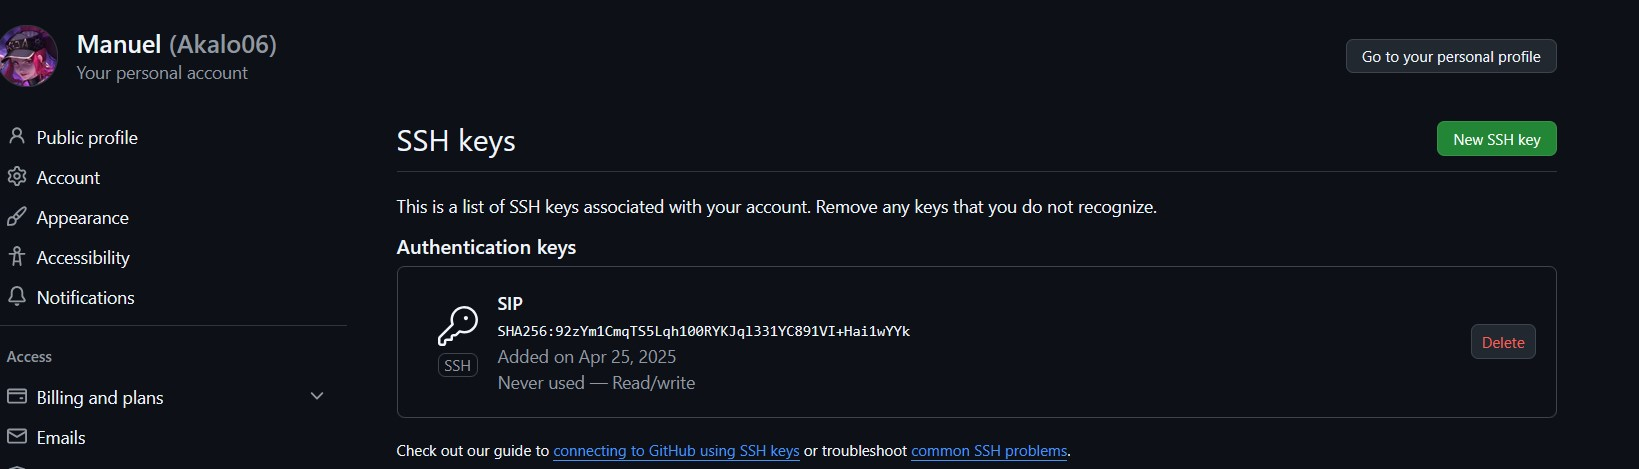 Manuel (Akalo06)
Your personal account
Go to your personal profile
Public profile
Account
Appearance
Accessibility
Notifications
Access
Billing and plans
Emails
SSH keys
New SSH key
This is a list of SSH keys associated with your account. Remove any keys that you do not recognize.
Authentication keys
SIP
SHA256:92zYm1CmqTS5Lqh100RYKJql331YC891VI+Hai1wYYk
Added on Apr 25, 2025
Never used — Read/write
SSH
Delete
Check out our guide to connecting to GitHub using SSH keys or troubleshoot common SSH problems.